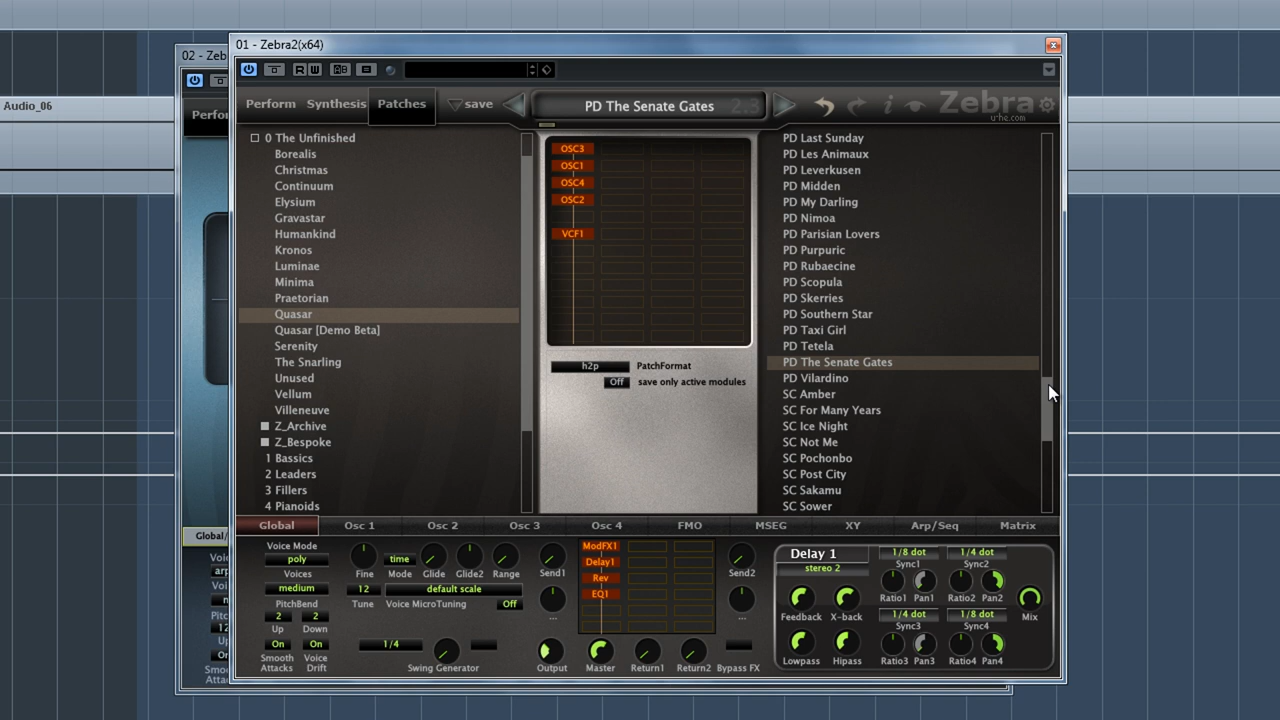 01 - Zebra2(x64)
02 - Zeb
R W
Audio_06
Perfor
Perform Synthesis Patches save PD The Senate Gates 2.3 Zebra
u-he.com
0 The Unfinished
Borealis
Christmas
Continuum
Elysium
Gravastar
Humankind
Kronos
Luminae
Minima
Praetorian
Quasar
Quasar [Demo Beta]
Serenity
The Snarling
Unused
Vellum
Villeneuve
Z_Archive
Z_Bespoke
1 Bassics
2 Leaders
3 Fillers
4 Pianoids
OSC3
OSC1
OSC4
OSC2
VCF1
h2p PatchFormat
Off save only active modules
PD Last Sunday
PD Les Animaux
PD Leverkusen
PD Midden
PD My Darling
PD Nimoa
PD Parisian Lovers
PD Purpuric
PD Rubaecine
PD Scopula
PD Skerries
PD Southern Star
PD Taxi Girl
PD Tetela
PD The Senate Gates
PD Vilardino
SC Amber
SC For Many Years
SC Ice Night
SC Not Me
SC Pochonbo
SC Post City
SC Sakamu
SC Sower
Global Osc 1 Osc 2 Osc 3 Osc 4 FMO MSEG XY Arp/Seq Matrix
Global/
Voice Mode
poly
Voices
medium
PitchBend
2 2
Up Down
On On
Smooth Attacks Voice Drift
time
Fine Mode Glide Glide2 Range
12 default scale
Tune Voice MicroTuning Off
1/4
Swing Generator
Send1
...
Output
ModFX1
Delay1
Rev
EQ1
Master Return1 Return2 Bypass FX
Send2
...
Delay 1
stereo 2
1/8 dot 1/4 dot
Sync1 Sync2
Ratio1 Pan1 Ratio2 Pan2
Feedback X-back
1/4 dot 1/8 dot
Sync3 Sync4
Mix
Lowpass Hipass Ratio3 Pan3 Ratio4 Pan4